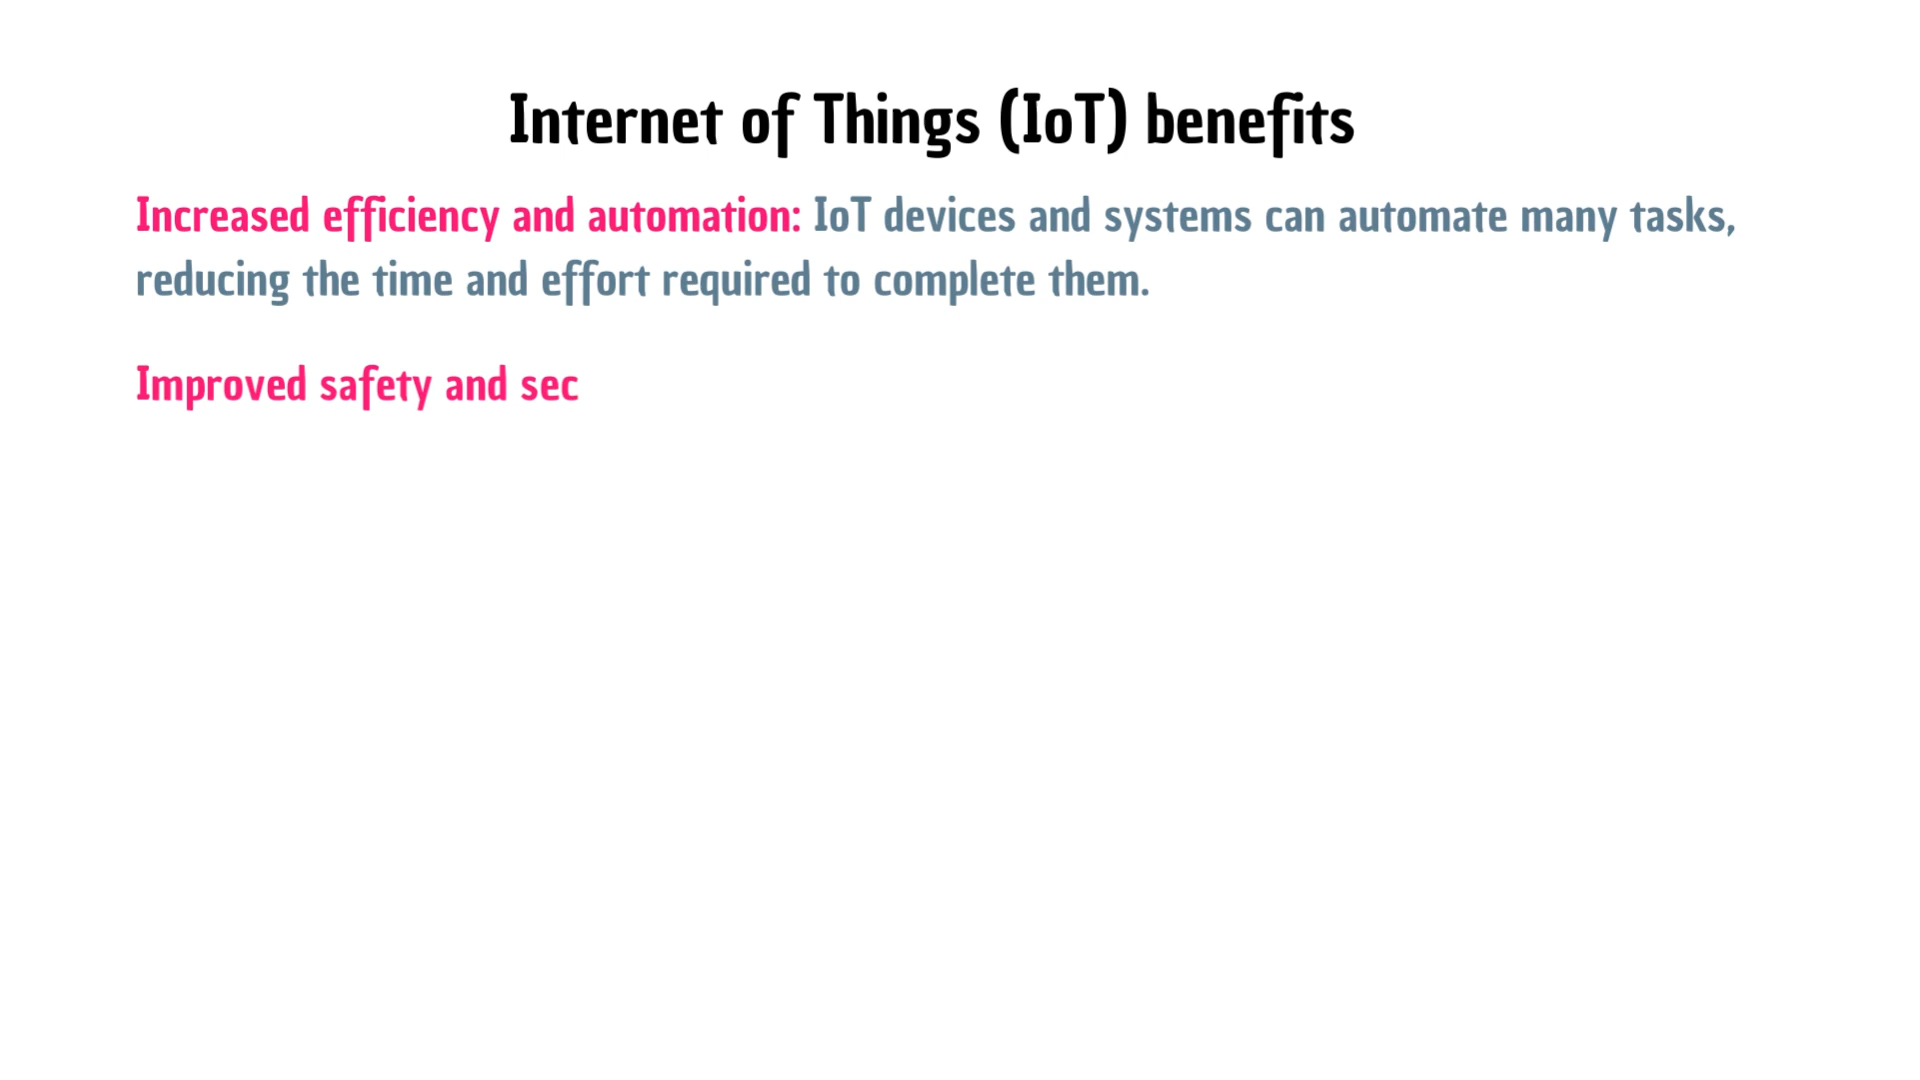 Internet of Things (IoT) benefits
Increased efficiency and automation: IoT devices and systems can automate many tasks,
reducing the time and effort required to complete them.
Improved safety and sec